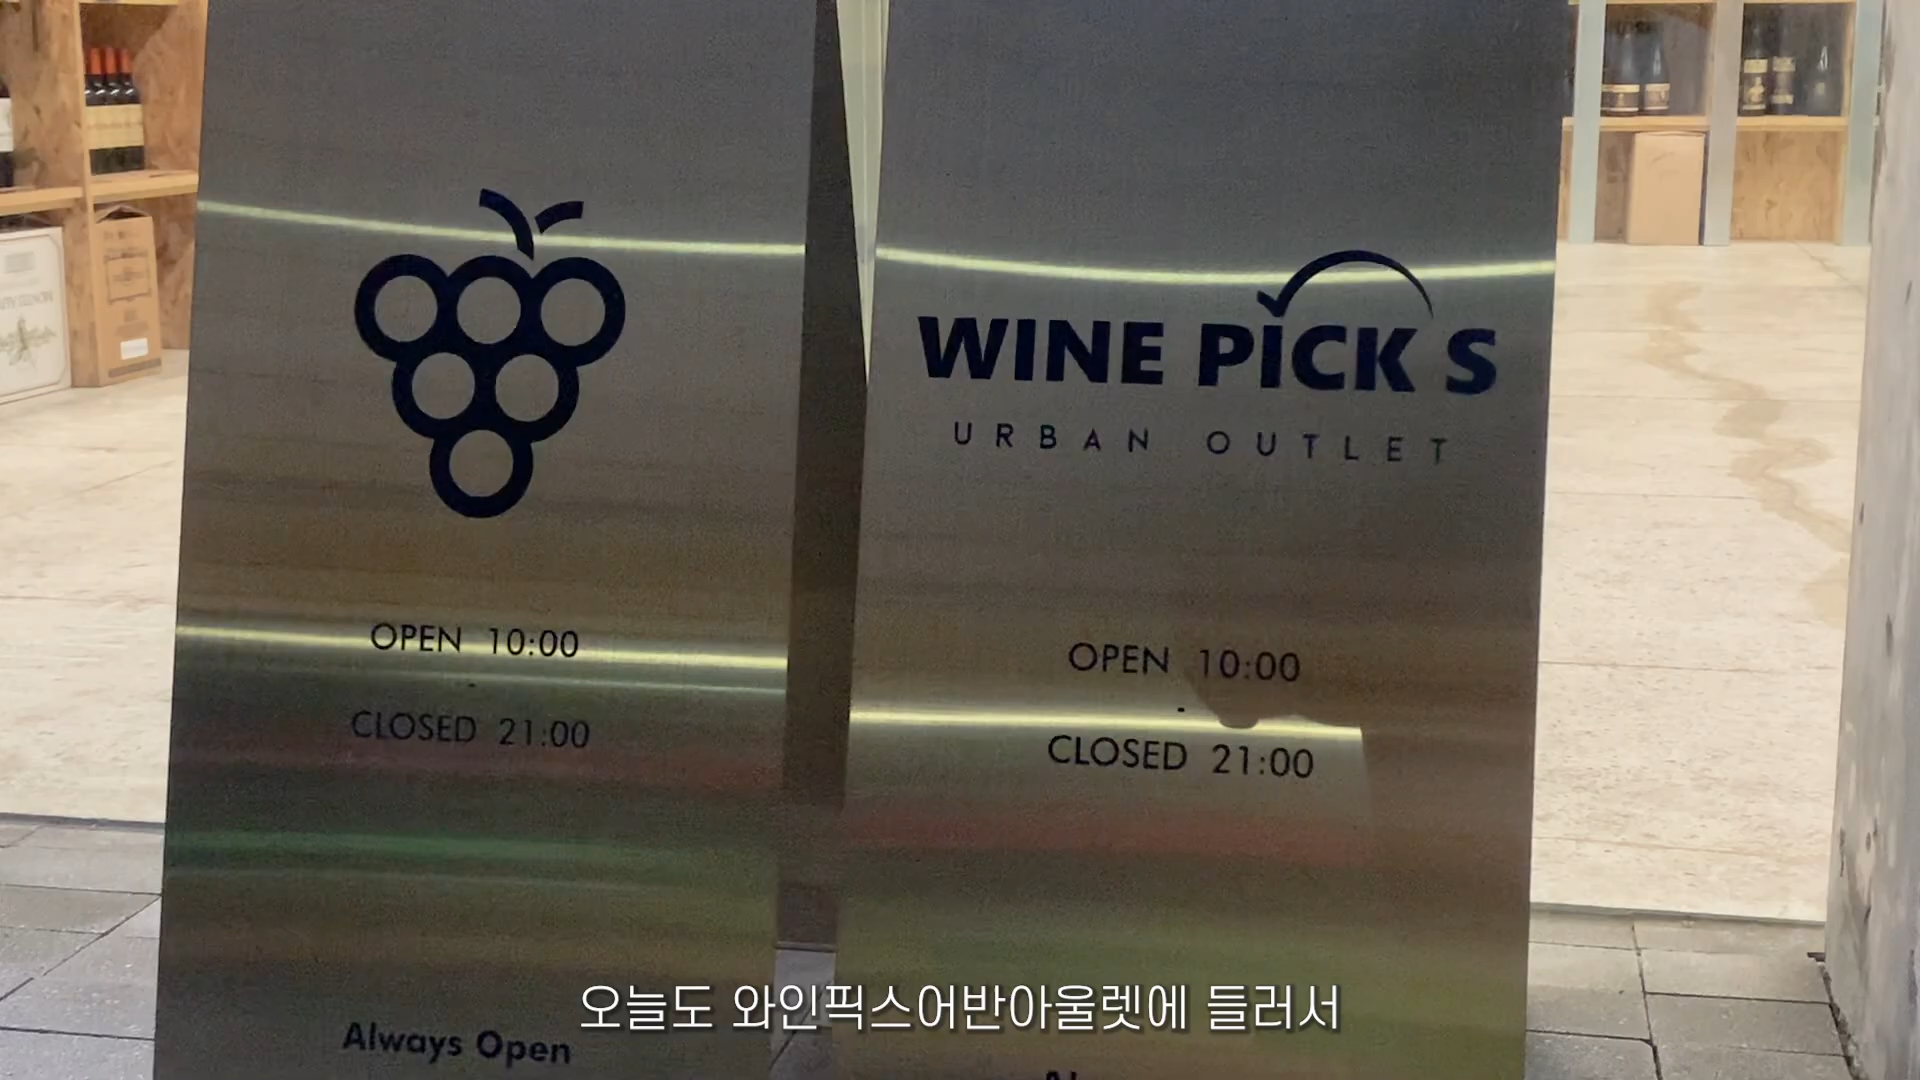 OPEN 10:00
CLOSED 21:00
Always Open
WINE PICK S
URBAN OUTLET
OPEN 10:00
CLOSED 21:00
오늘도 와인픽스어반아울렛에 들러서